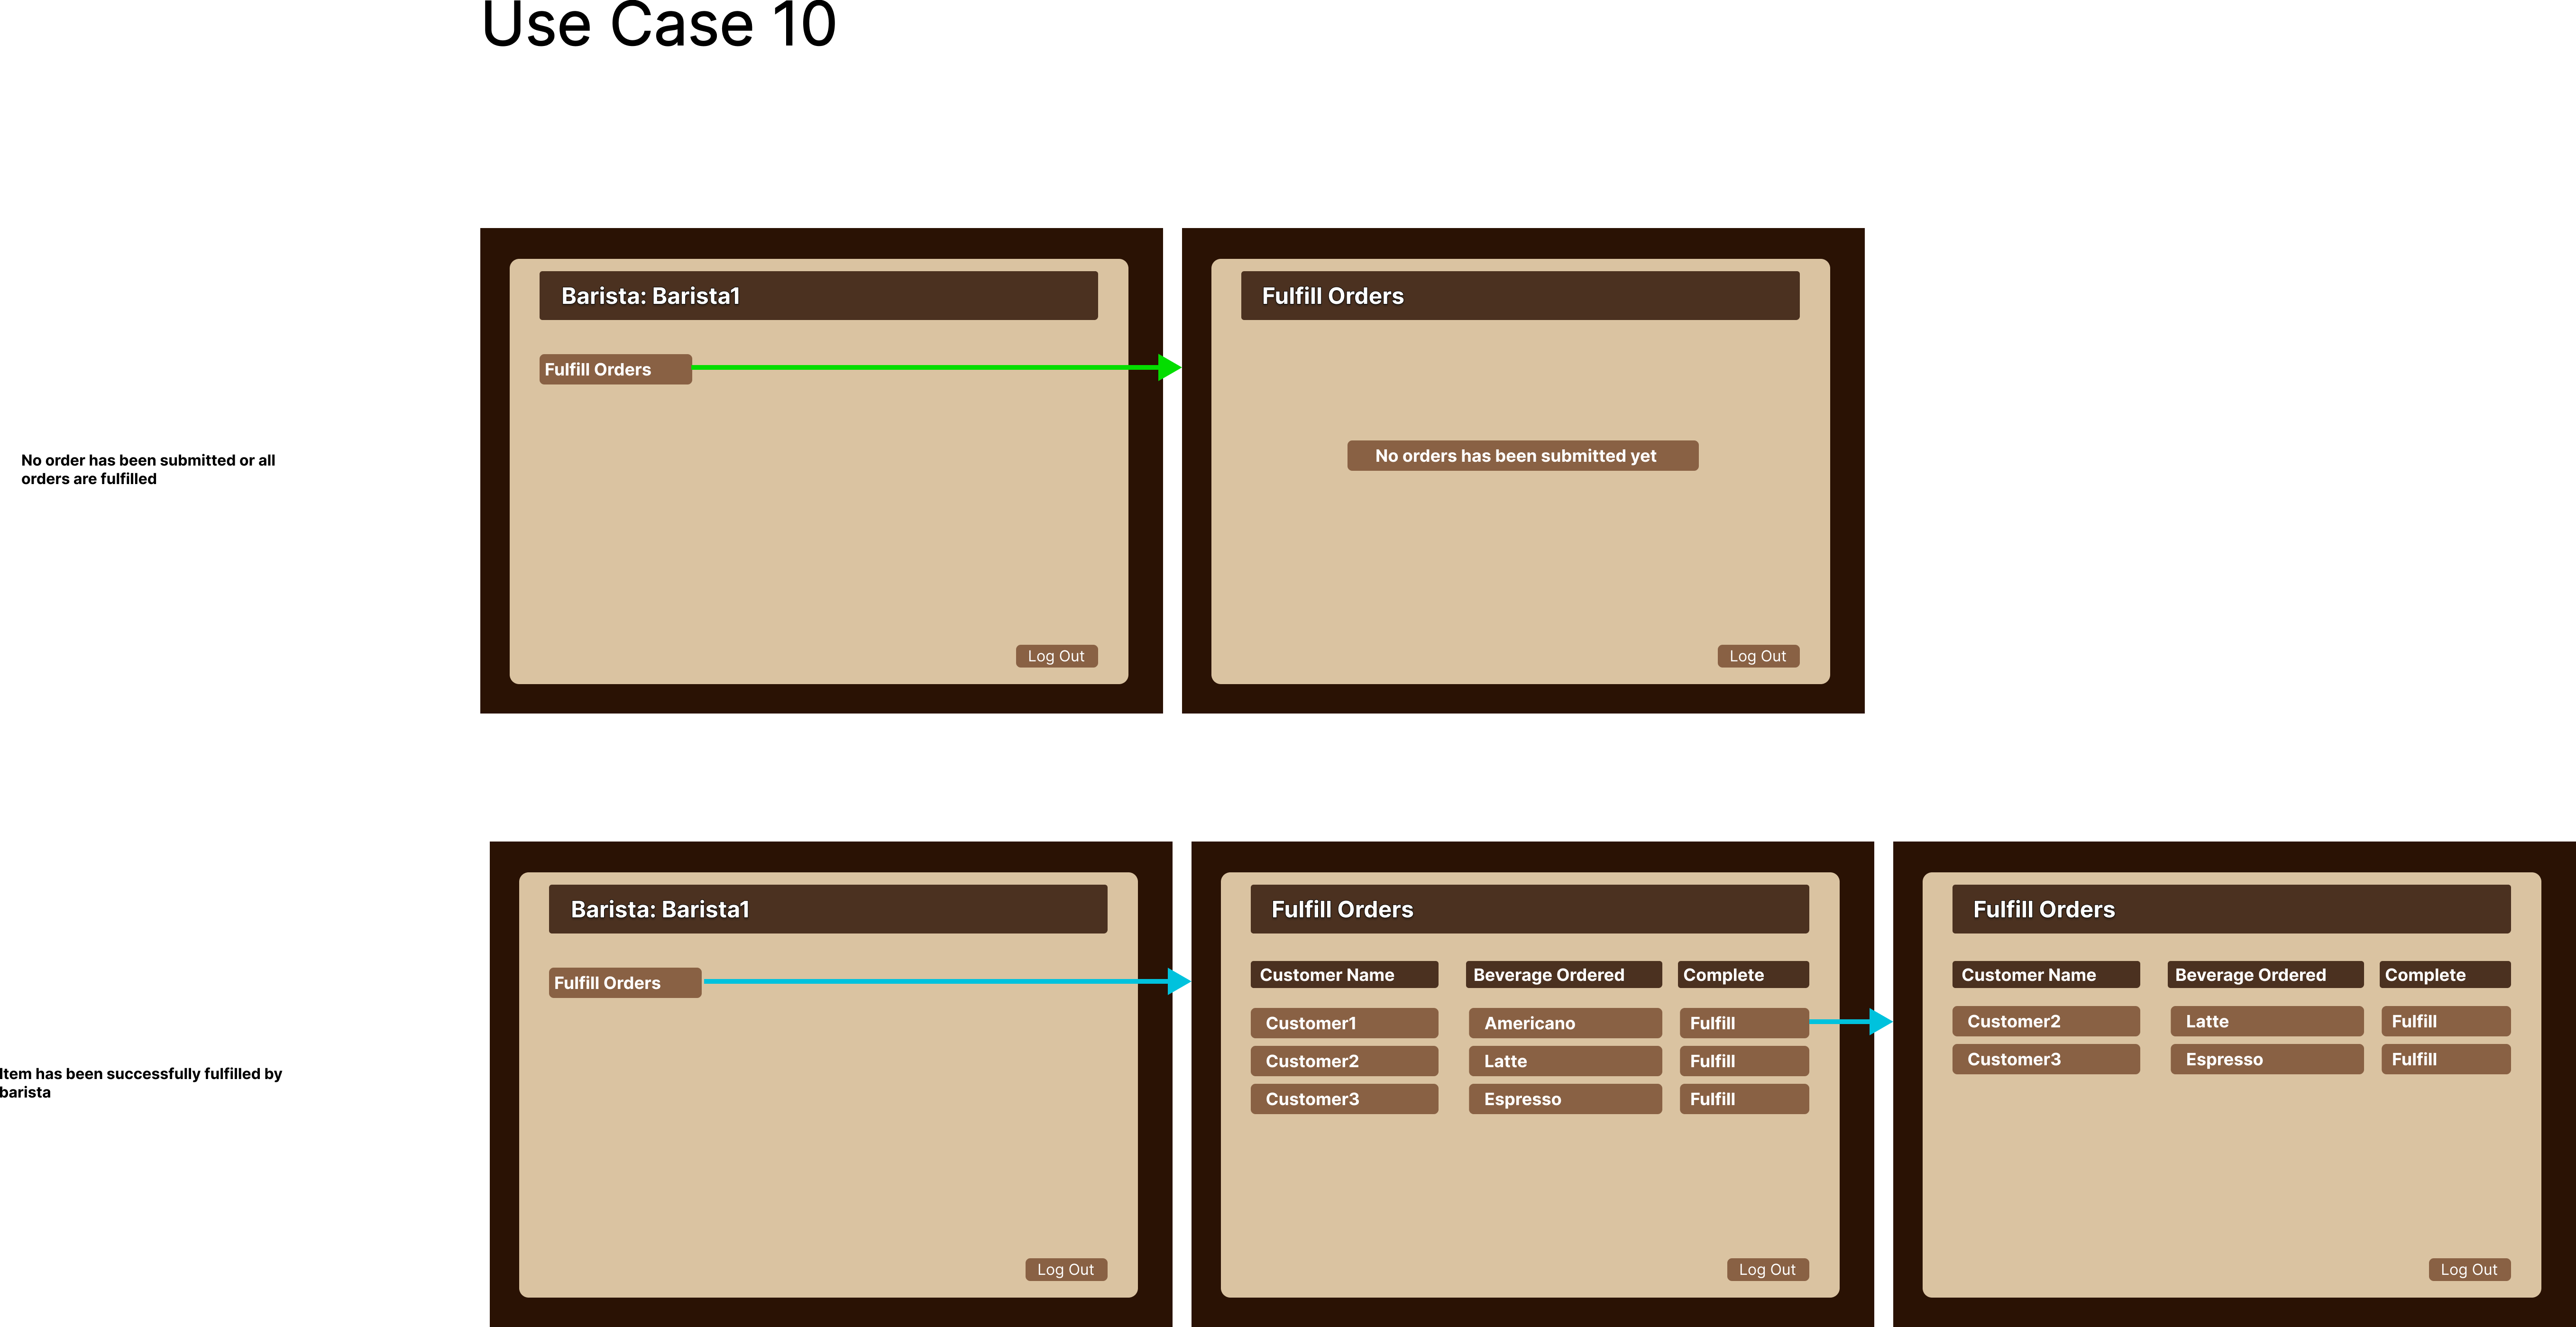 Use Case 10
Barista: Barista1
Fulfill Orders
Log Out
Fulfill Orders
No orders has been submitted yet
Log Out
No order has been submitted or all
orders are fulfilled
Barista: Barista1
Fulfill Orders
Log Out
Fulfill Orders
Customer Name Beverage Ordered Complete
Customer1 Americano Fulfill
Customer2 Latte Fulfill
Customer3 Espresso Fulfill
Log Out
Fulfill Orders
Customer Name Beverage Ordered Complete
Customer2 Latte Fulfill
Customer3 Espresso Fulfill
Log Out
Item has been successfully fulfilled by
barista